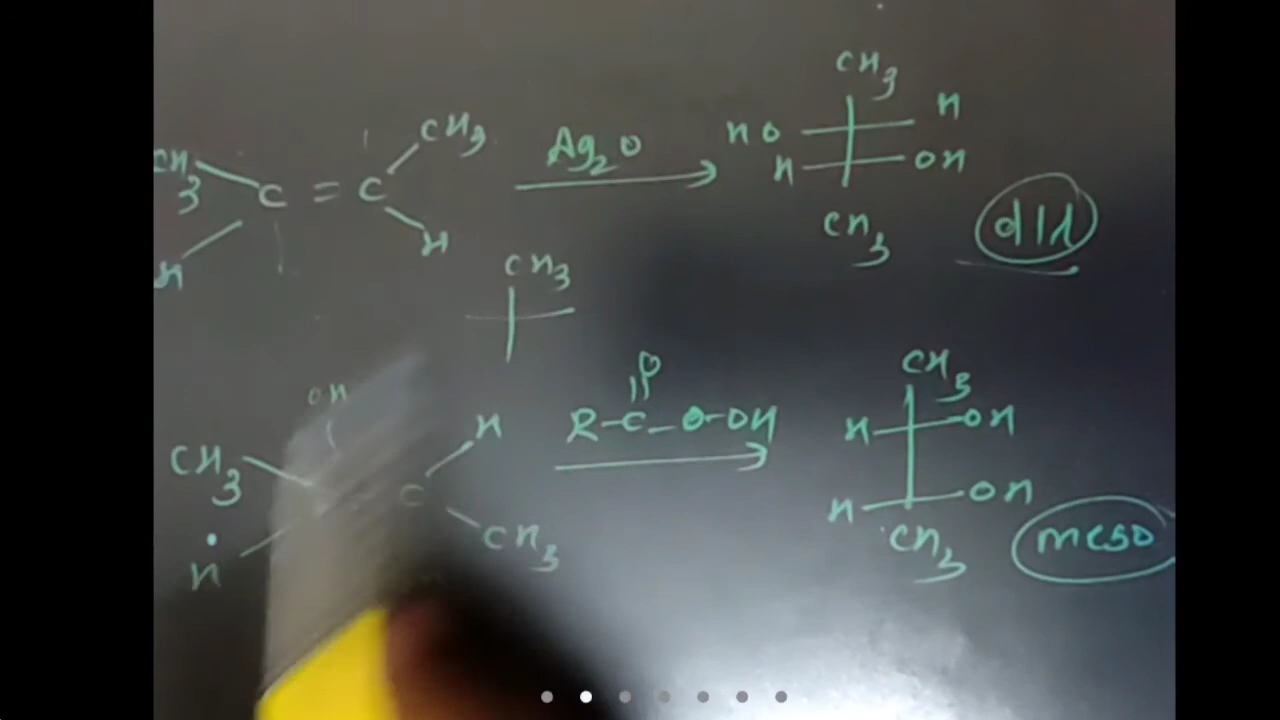 CH3
HO H
CH3 CH3
C = C
Ag2O
H OH
H H
CH3
d/l
CH3
OH
O
CH3 H
R-C-O-OH
CH3
H OH
C
H CH3
H OH
CH3
meso